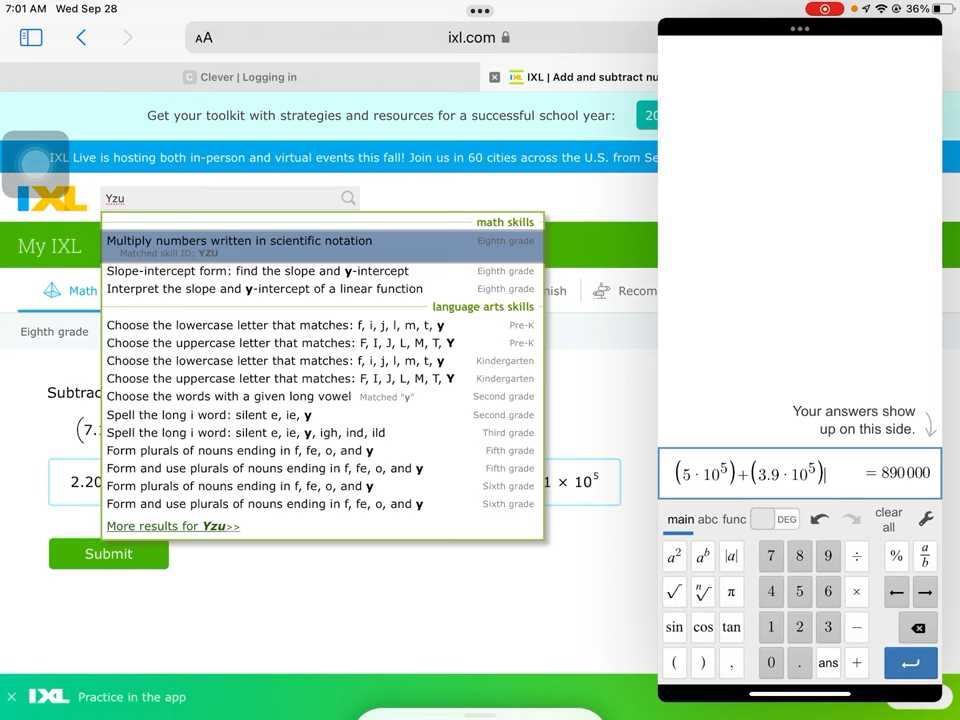 7:01 AM Wed Sep 28
36%
AA
ixl.com
C Clever | Logging in
IXL IXL | Add and subtract nu
Get your toolkit with strategies and resources for a successful school year:
20
IXL Live is hosting both in-person and virtual events this fall! Join us in 60 cities across the U.S. from Se
IXL
Yzu
math skills
My IXL
Multiply numbers written in scientific notation Eighth grade
Matched skill ID: YZU
Slope-intercept form: find the slope and y-intercept Eighth grade
Math
Interpret the slope and y-intercept of a linear function Eighth grade
nish
Recom
language arts skills
Eighth grade
Choose the lowercase letter that matches: f, i, j, l, m, t, y Pre-K
Choose the uppercase letter that matches: F, I, J, L, M, T, Y Pre-K
Choose the lowercase letter that matches: f, i, j, l, m, t, y Kindergarten
Choose the uppercase letter that matches: F, I, J, L, M, T, Y Kindergarten
Choose the words with a given long vowel Matched "y" Second grade
Spell the long i word: silent e, ie, y Second grade
Spell the long i word: silent e, ie, y, igh, ind, ild Third grade
Form plurals of nouns ending in f, fe, o, and y Fifth grade
Form and use plurals of nouns ending in f, fe, o, and y Fifth grade
Form plurals of nouns ending in f, fe, o, and y Sixth grade
Form and use plurals of nouns ending in f, fe, o, and y Sixth grade
More results for Yzu>>
Subtrac
(7.
2.20
1 × 10⁵
Submit
× IXL Practice in the app
Your answers show
up on this side.
(5 · 10⁵)+(3.9 · 10⁵) = 890000
main abc func DEG clear
all
a² aᵇ |a| 7 8 9 ÷ % a/b
√ ⁿ√ π 4 5 6 × ← →
sin cos tan 1 2 3 −
( ) , 0 . ans +